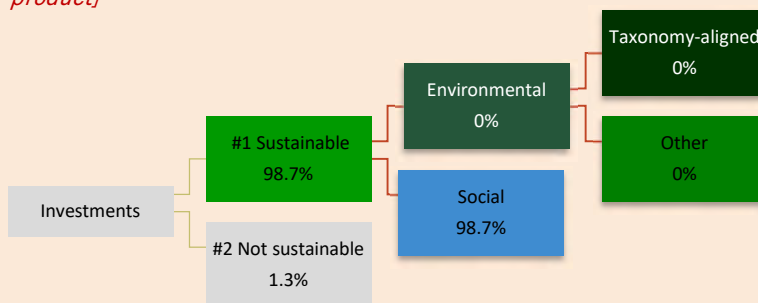 product]
Taxonomy-aligned
0%
Environmental
0%
#1 Sustainable
98.7%
Other
0%
Investments
Social
98.7%
#2 Not sustainable
1.3%